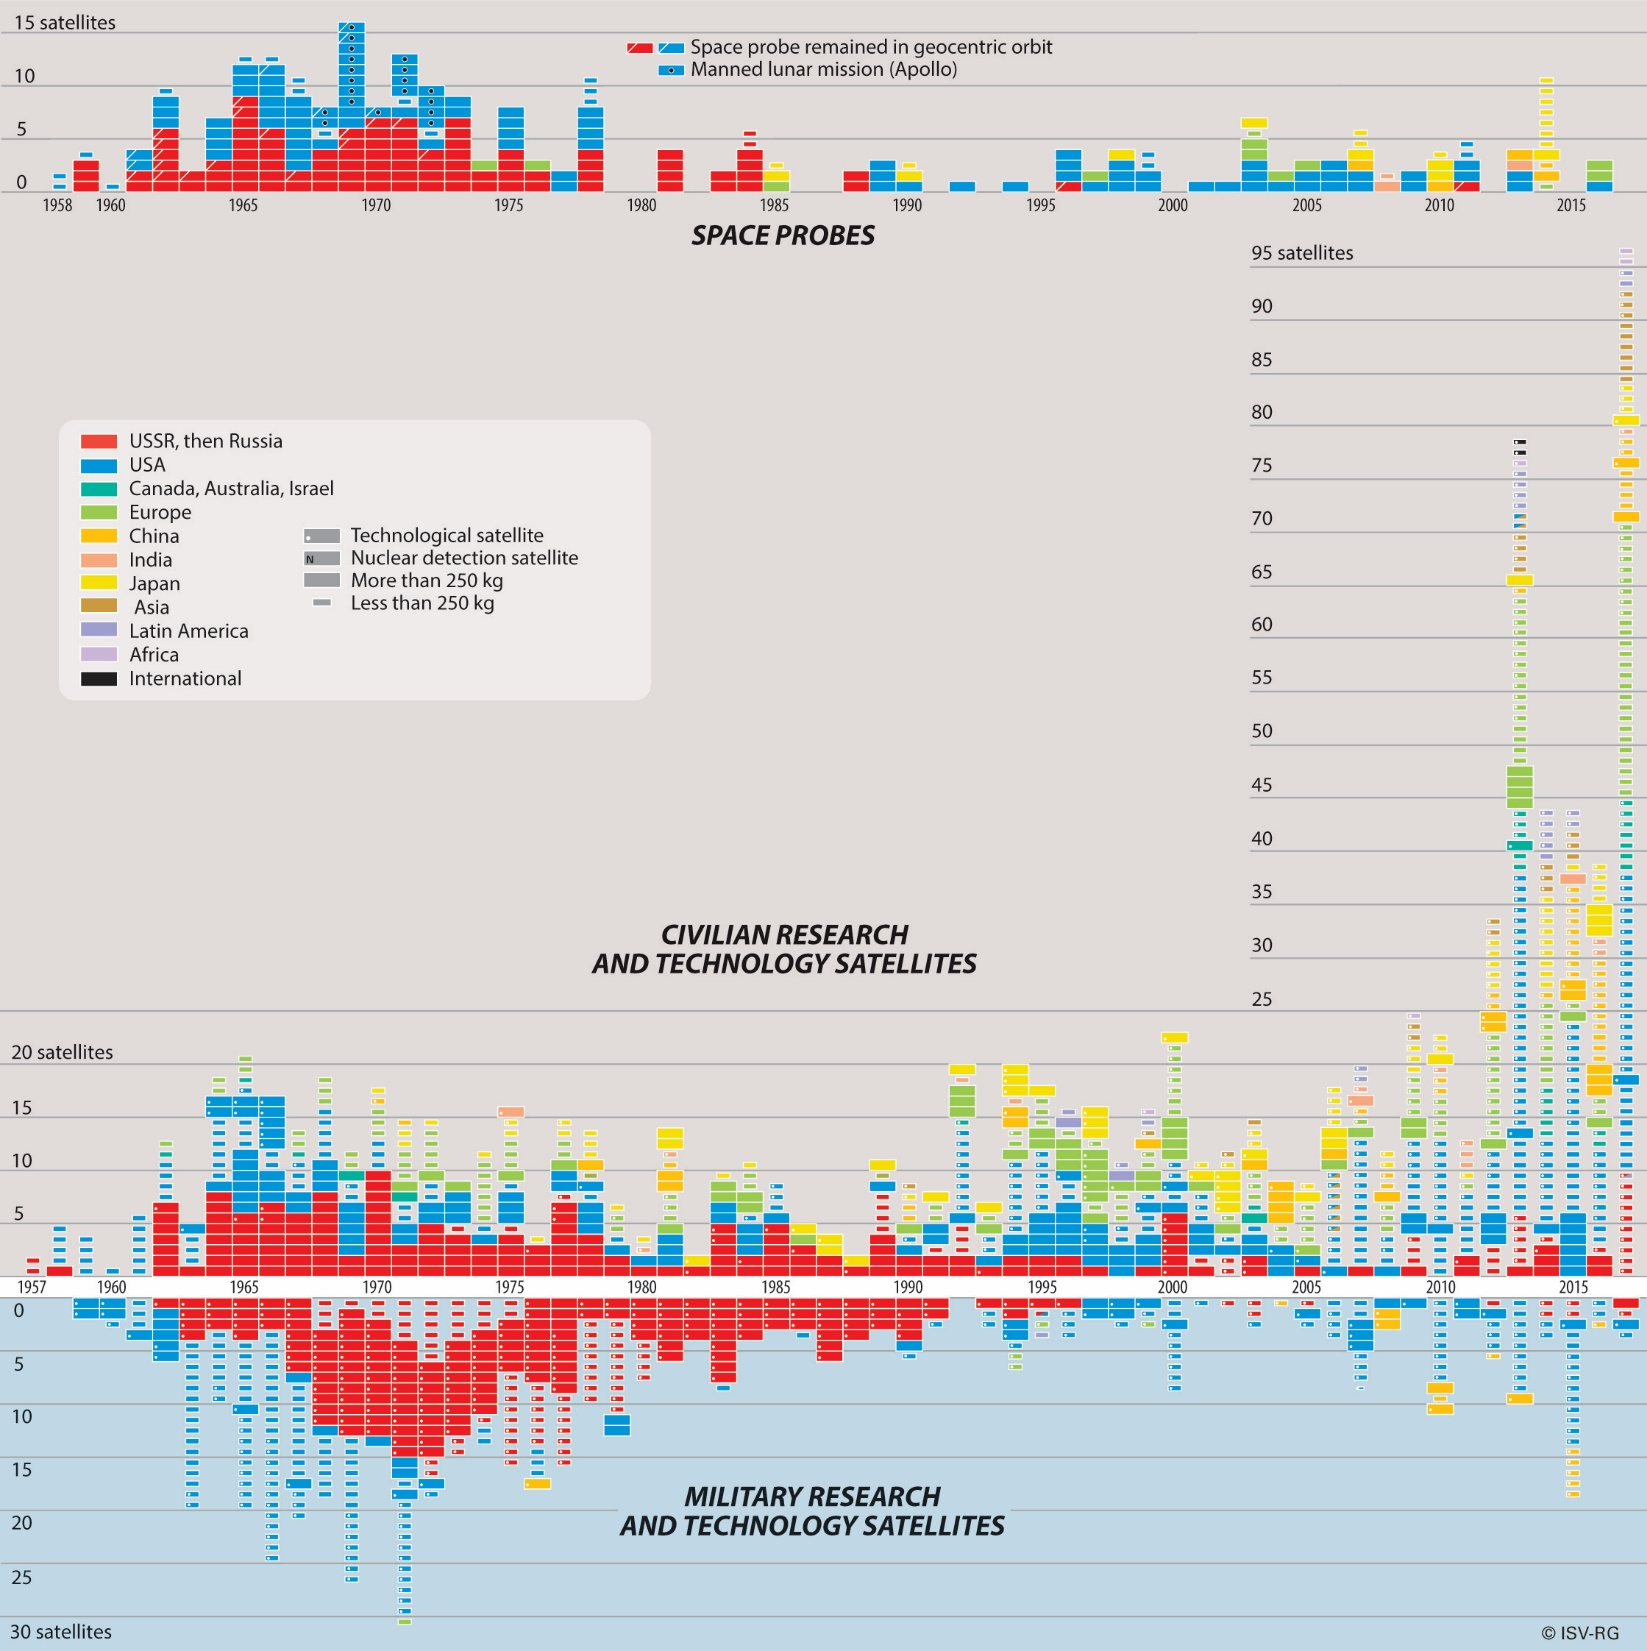 15 satellites
10
5
0
Space probe remained in geocentric orbit
Manned lunar mission (Apollo)
1958 1960 1965 1970 1975 1980 1985 1990 1995 2000 2005 2010 2015
SPACE PROBES
95 satellites
90
85
80
75
70
65
60
55
50
45
40
35
30
25
USSR, then Russia
USA
Canada, Australia, Israel
Europe
China
India
Japan
Asia
Latin America
Africa
International
Technological satellite
N Nuclear detection satellite
More than 250 kg
Less than 250 kg
CIVILIAN RESEARCH
AND TECHNOLOGY SATELLITES
20 satellites
15
10
5
1957 1960 1965 1970 1975 1980 1985 1990 1995 2000 2005 2010 2015
0
5
10
15
20
25
30 satellites
MILITARY RESEARCH
AND TECHNOLOGY SATELLITES
© ISV-RG